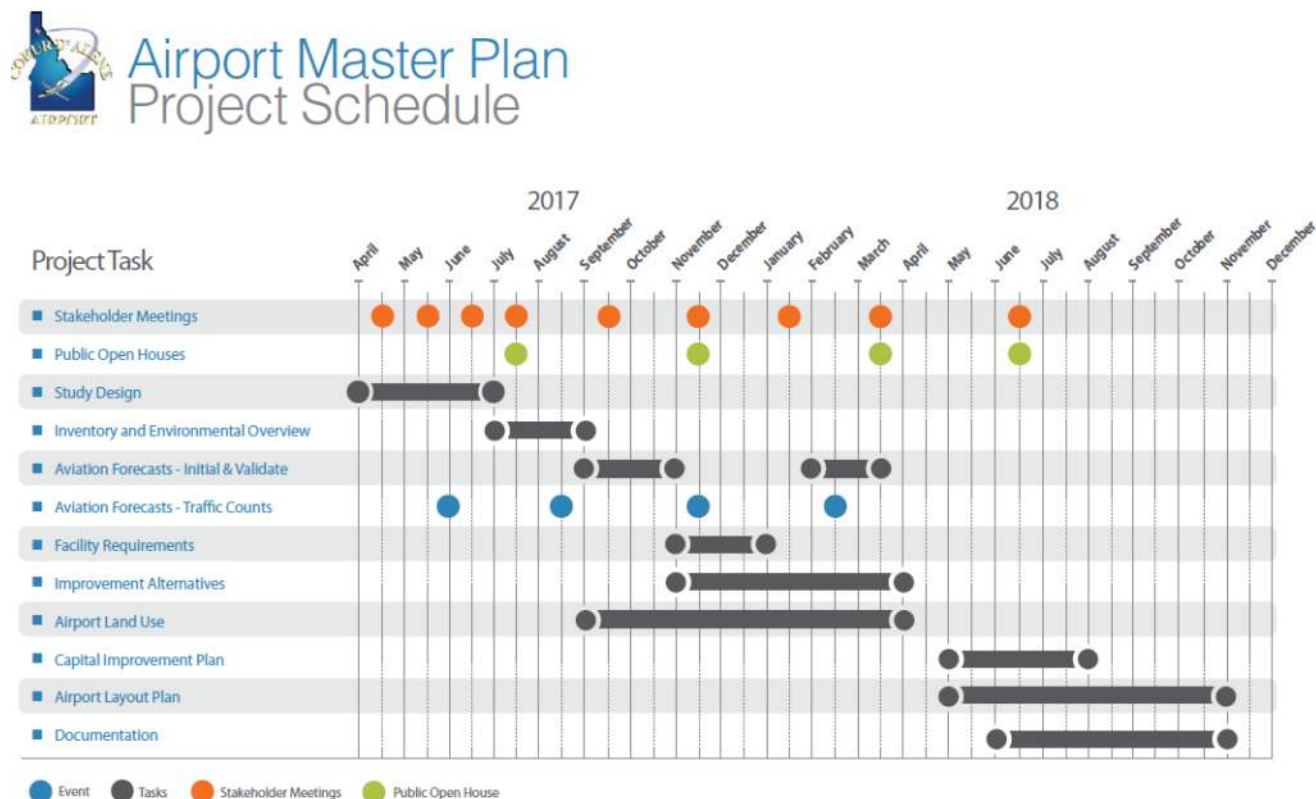 COEUR D'ALENE
AIRPORT
Airport Master Plan
Project Schedule
2017 2018
Project Task April May June July August September October November December January February March April May June July August September October November December
Stakeholder Meetings
Public Open Houses
Study Design
Inventory and Environmental Overview
Aviation Forecasts - Initial & Validate
Aviation Forecasts - Traffic Counts
Facility Requirements
Improvement Alternatives
Airport Land Use
Capital Improvement Plan
Airport Layout Plan
Documentation
Event Tasks Stakeholder Meetings Public Open House